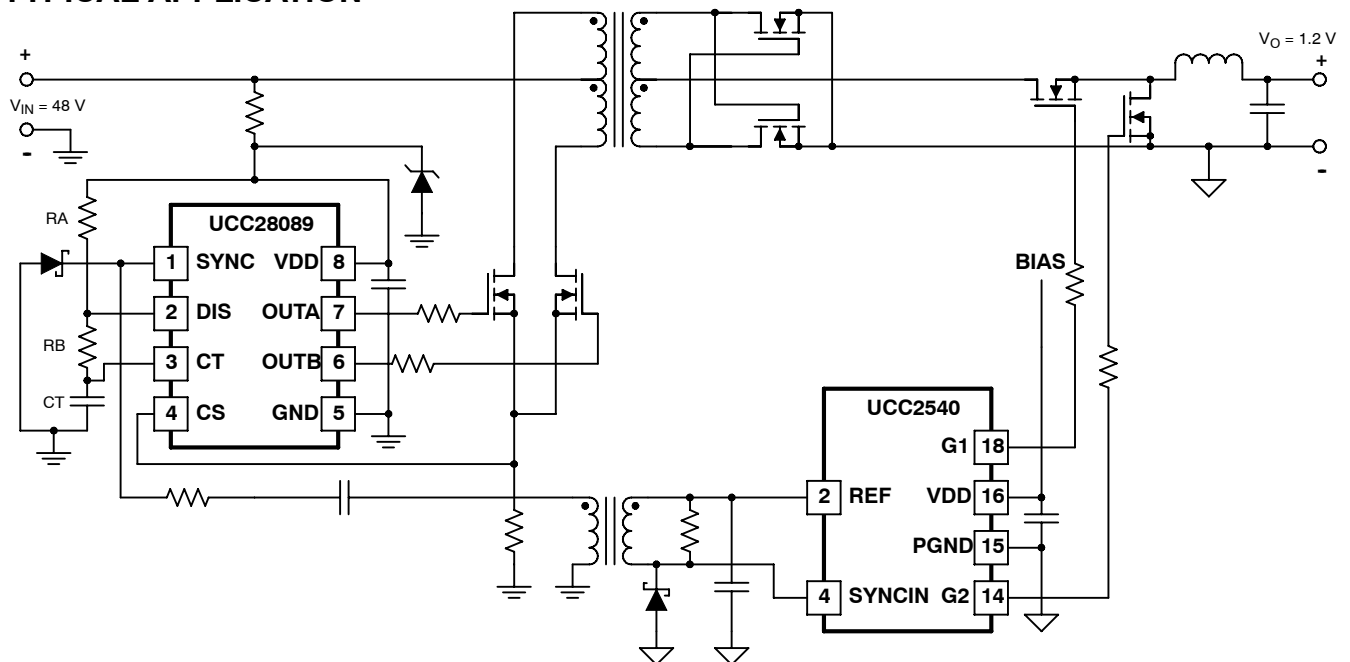 TYPICAL APPLICATION
+
VIN = 48 V
-
VO = 1.2 V
+
-
RA
RB
CT
UCC28089
1 SYNC VDD 8
2 DIS OUTA 7
3 CT OUTB 6
4 CS GND 5
BIAS
UCC2540
G1 18
2 REF VDD 16
PGND 15
4 SYNCIN G2 14